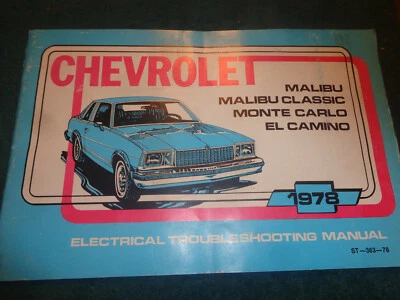 CHEVROLET
MALIBU
MALIBU CLASSIC
MONTE CARLO
EL CAMINO
1978
ELECTRICAL TROUBLESHOOTING MANUAL
ST-363-78